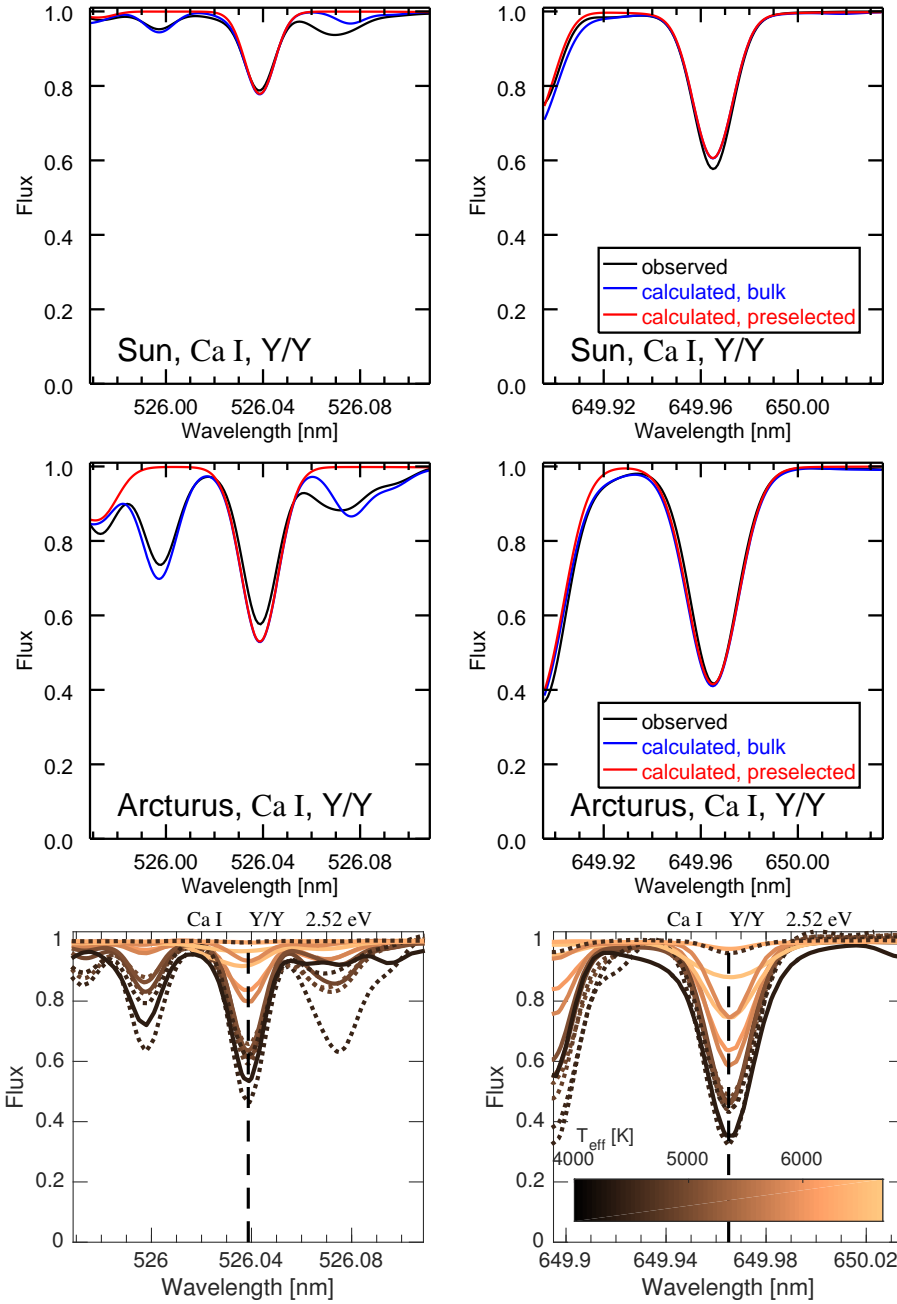 1.0
0.8
0.6
0.4
0.2
0.0
Flux
Sun, Ca I, Y/Y
526.00 526.04 526.08
Wavelength [nm]
1.0
0.8
0.6
0.4
0.2
0.0
Flux
observed
calculated, bulk
calculated, preselected
Sun, Ca I, Y/Y
649.92 649.96 650.00
Wavelength [nm]
1.0
0.8
0.6
0.4
0.2
0.0
Flux
Arcturus, Ca I, Y/Y
526.00 526.04 526.08
Wavelength [nm]
1.0
0.8
0.6
0.4
0.2
0.0
Flux
observed
calculated, bulk
calculated, preselected
Arcturus, Ca I, Y/Y
649.92 649.96 650.00
Wavelength [nm]
Ca I Y/Y 2.52 eV
1
0.8
0.6
0.4
0.2
0
Flux
526 526.04 526.08
Wavelength [nm]
Ca I Y/Y 2.52 eV
1
0.8
0.6
0.4
0.2
0
Flux
T_eff [K]
4000 5000 6000
649.9 649.94 649.98 650.02
Wavelength [nm]